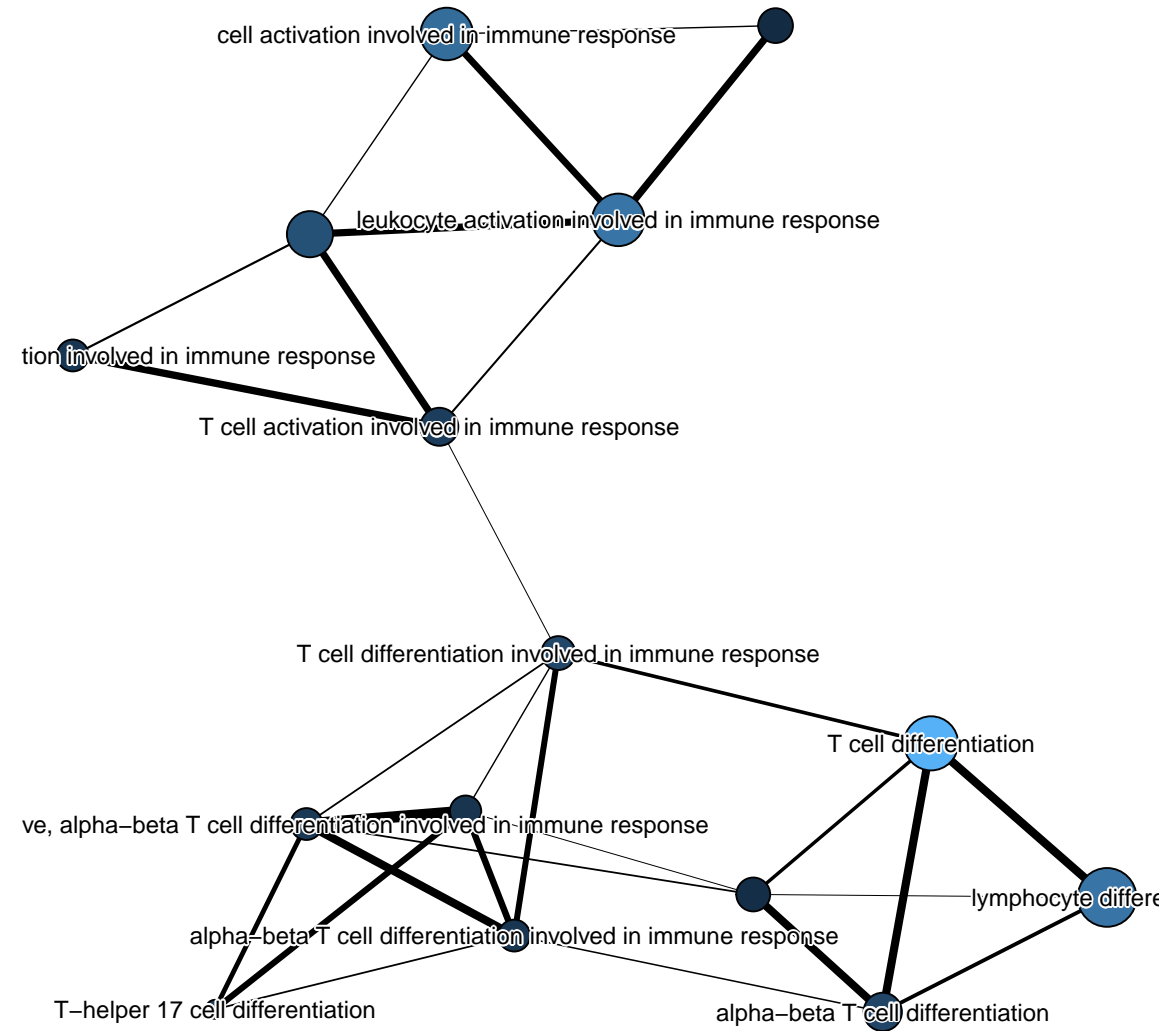 cell activation involved in immune response
leukocyte activation involved in immune response
tion involved in immune response
T cell activation involved in immune response
T cell differentiation involved in immune response
T cell differentiation
ve, alpha−beta T cell differentiation involved in immune response
lymphocyte differe
alpha−beta T cell differentiation involved in immune response
T−helper 17 cell differentiation
alpha−beta T cell differentiation